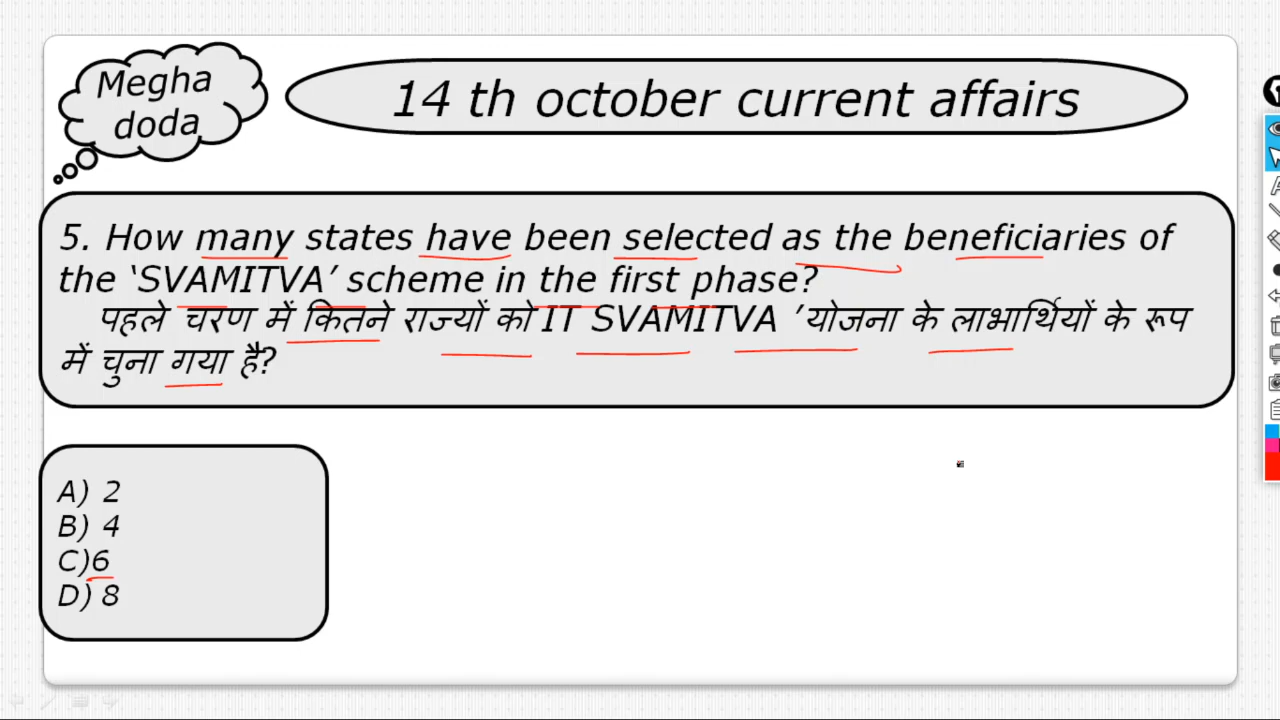 Megha
doda
14 th october current affairs
5. How many states have been selected as the beneficiaries of
the ‘SVAMITVA’ scheme in the first phase?
पहले चरण में कितने राज्यों को IT SVAMITVA ’योजना के लाभार्थियों के रूप
में चुना गया है?
A) 2
B) 4
C)6
D) 8